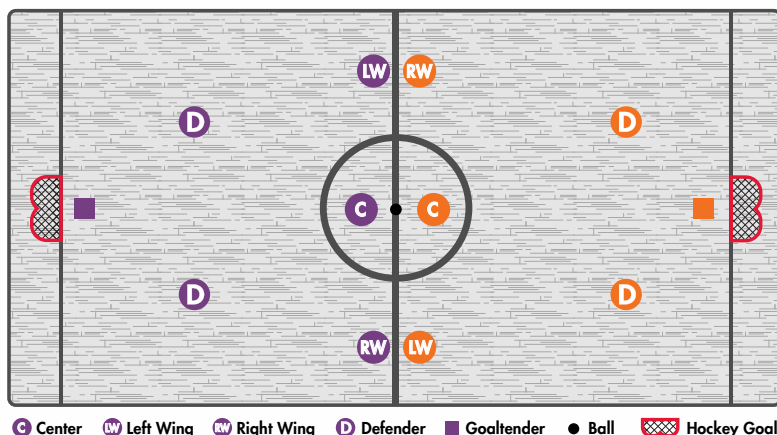 LW RW
D D
C C
D D
RW LW
C Center LW Left Wing RW Right Wing D Defender Goaltender Ball Hockey Goal